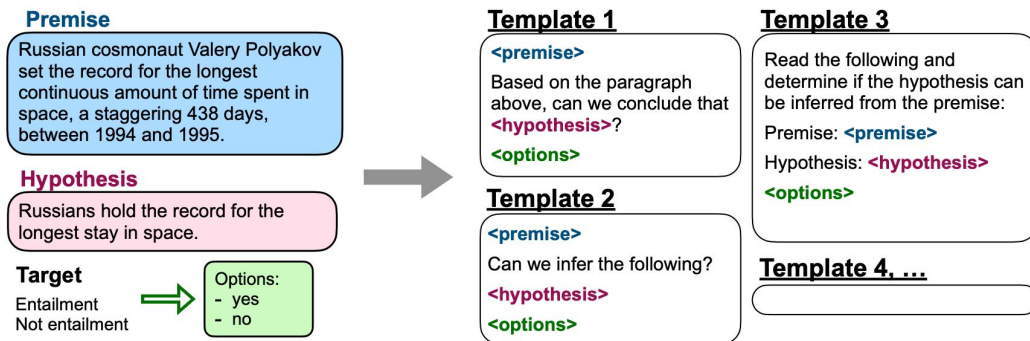 Premise
Russian cosmonaut Valery Polyakov
set the record for the longest
continuous amount of time spent in
space, a staggering 438 days,
between 1994 and 1995.
Hypothesis
Russians hold the record for the
longest stay in space.
Target
Entailment
Not entailment
Options:
- yes
- no
Template 1
<premise>
Based on the paragraph
above, can we conclude that
<hypothesis>?
<options>
Template 2
<premise>
Can we infer the following?
<hypothesis>
<options>
Template 3
Read the following and
determine if the hypothesis can
be inferred from the premise:
Premise: <premise>
Hypothesis: <hypothesis>
<options>
Template 4, ...